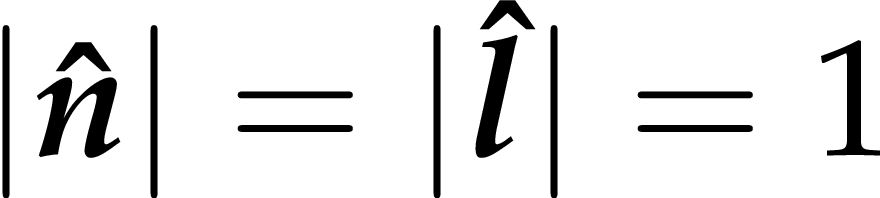 |n̂| = |l̂| = 1